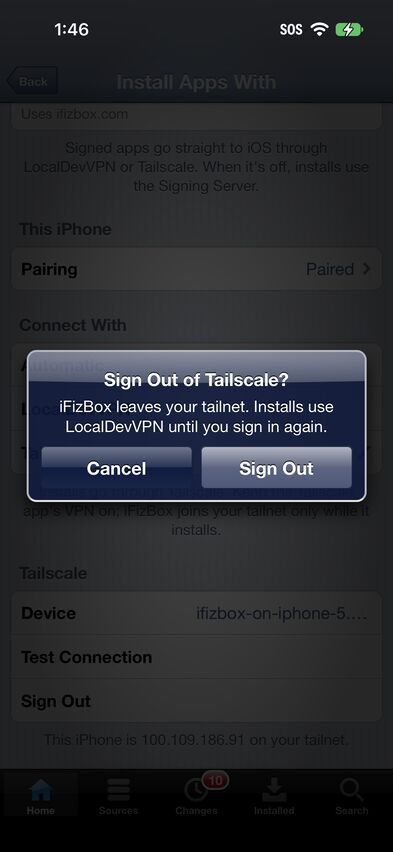 1:46
SOS
Back
Install Apps With
Uses ifizbox.com
Signed apps go straight to iOS through
LocalDevVPN or Tailscale. When it's off, installs use
the Signing Server.
This iPhone
Pairing
Paired
Connect With
Automatic
Sign Out of Tailscale?
iFizBox leaves your tailnet. Installs use
LocalDevVPN until you sign in again.
Cancel
Sign Out
app's VPN on; iFizBox joins your tailnet only while it
installs.
Tailscale
Device
ifizbox-on-iphone-5....
Test Connection
Sign Out
This iPhone is 100.109.186.91 on your tailnet.
10
Home
Sources
Changes
Installed
Search